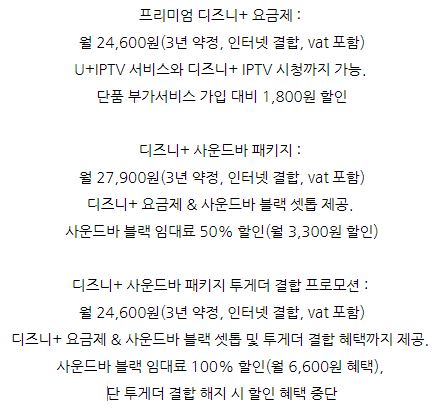 프리미엄 디즈니+ 요금제 :
월 24,600원(3년 약정, 인터넷 결합, vat 포함)
U+IPTV 서비스와 디즈니+ IPTV 시청까지 가능.
단품 부가서비스 가입 대비 1,800원 할인
디즈니+ 사운드바 패키지 :
월 27,900원(3년 약정, 인터넷 결합, vat 포함)
디즈니+ 요금제 & 사운드바 블랙 셋톱 제공.
사운드바 블랙 임대료 50% 할인(월 3,300원 할인)
디즈니+ 사운드바 패키지 투게더 결합 프로모션 :
월 24,600원(3년 약정, 인터넷 결합, vat 포함)
디즈니+ 요금제 & 사운드바 블랙 셋톱 및 투게더 결합 혜택까지 제공.
사운드바 블랙 임대료 100% 할인(월 6,600원 혜택),
단 투게더 결합 해지 시 할인 혜택 중단